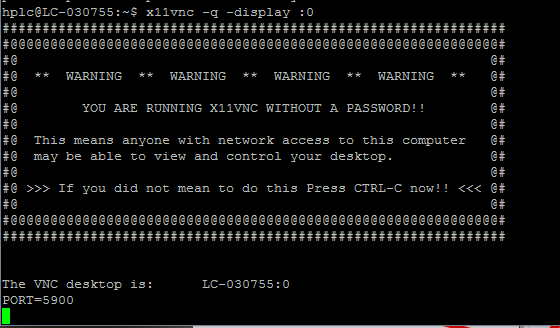 hplc@LC-030755:~$ x11vnc -q -display :0
###############################################################
#@@@@@@@@@@@@@@@@@@@@@@@@@@@@@@@@@@@@@@@@@@@@@@@@@@@@@@@@@@@@@#
#@                                                           @#
#@  **  WARNING  **  WARNING  **  WARNING  **  WARNING  **   @#
#@                                                           @#
#@        YOU ARE RUNNING X11VNC WITHOUT A PASSWORD!!        @#
#@                                                           @#
#@  This means anyone with network access to this computer   @#
#@  may be able to view and control your desktop.            @#
#@                                                           @#
#@ >>> If you did not mean to do this Press CTRL-C now!! <<< @#
#@                                                           @#
#@@@@@@@@@@@@@@@@@@@@@@@@@@@@@@@@@@@@@@@@@@@@@@@@@@@@@@@@@@@@@#
###############################################################
The VNC desktop is:      LC-030755:0
PORT=5900